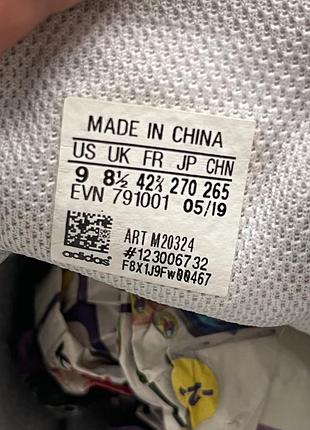 MADE IN CHINA
US UK FR JP CHN
9 8½ 42⅔ 270 265
EVN 791001 05/19
ART M20324
#123006732
adidas F8X1J9Fw00467